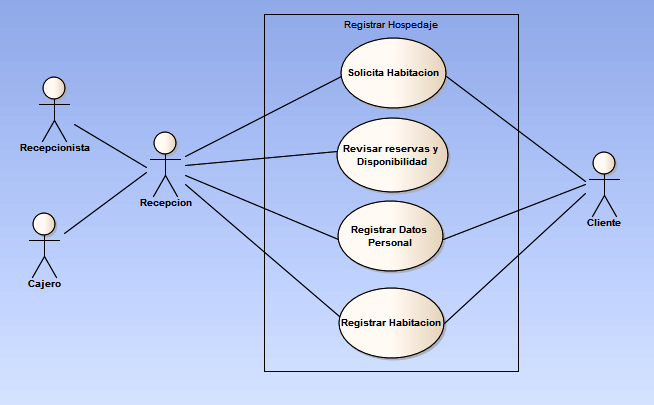 Registrar Hospedaje
Solicita Habitacion
Recepcionista
Revisar reservas y
Disponibilidad
Recepcion
Cliente
Registrar Datos
Personal
Cajero
Registrar Habitacion